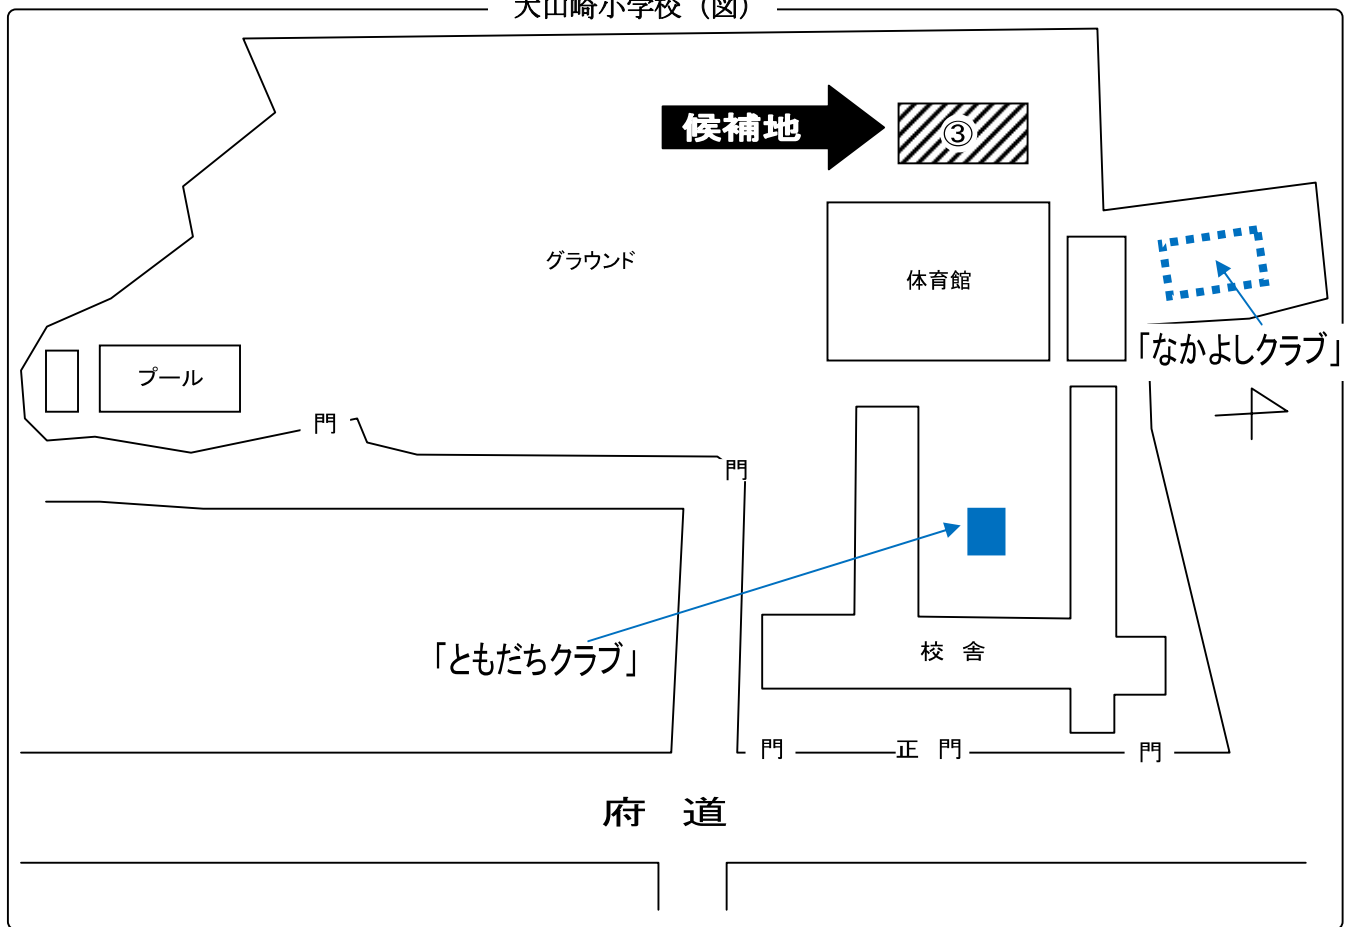 大山崎小学校（図）
候補地
③
グラウンド
体育館
「なかよしクラブ」
プール
門
門
「ともだちクラブ」
校 舎
門
正 門
門
府 道